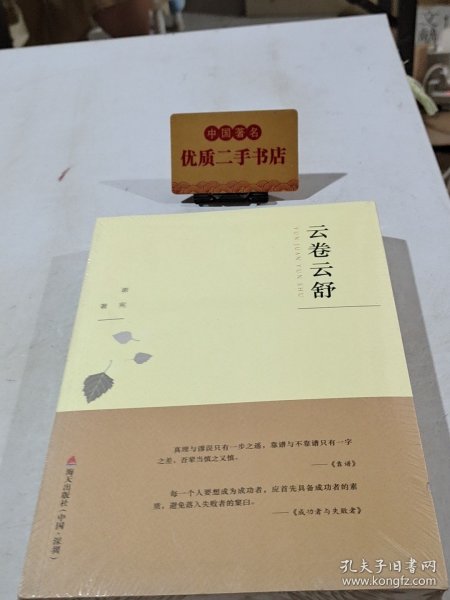 中国著名
优质二手书店
云卷云舒
YUN JUAN YUN SHU
谢宪
著
真理与谬误只有一步之遥，靠谱与不靠谱只有一字
之差，吾辈当慎之又慎。
——《靠谱》
每一个人要想成为成功者，应首先具备成功者的素
质，避免落入失败者的窠臼。
——《成功者与失败者》
海天出版社（中国·深圳）
孔夫子旧书网
www.kongfz.com